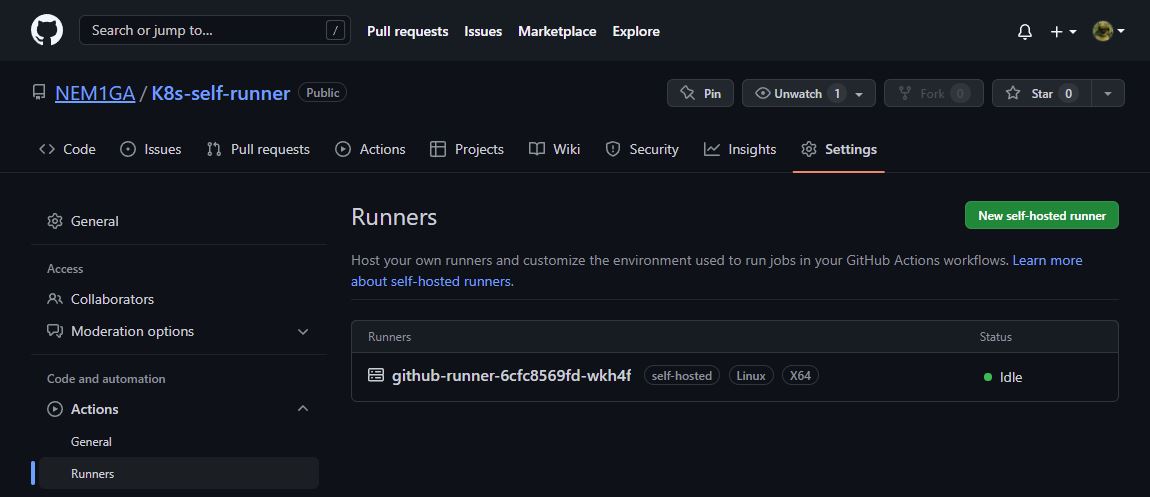 Search or jump to... /
Pull requests Issues Marketplace Explore
NEM1GA / K8s-self-runner Public
Pin Unwatch 1 Fork 0 Star 0
Code Issues Pull requests Actions Projects Wiki Security Insights Settings
General
Access
Collaborators
Moderation options
Code and automation
Actions
General
Runners
Runners
New self-hosted runner
Host your own runners and customize the environment used to run jobs in your GitHub Actions workflows. Learn more
about self-hosted runners.
Runners Status
github-runner-6cfc8569fd-wkh4f self-hosted Linux X64 Idle